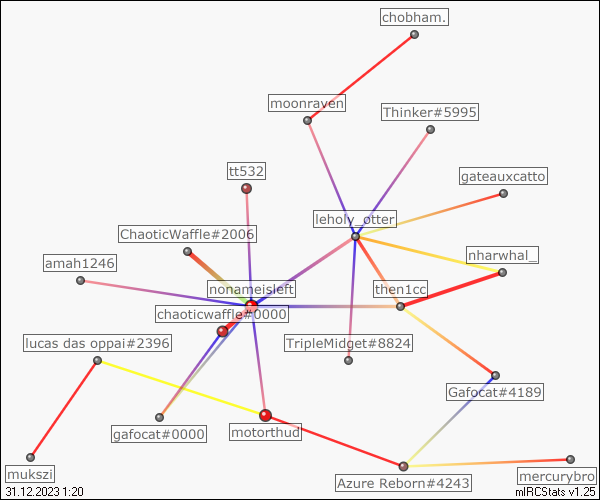 chobham.
moonraven
Thinker#5995
tt532
gateauxcatto
leholy_otter
ChaoticWaffle#2006
nharwhal_
amah1246
nonameisleft
then1cc
chaoticwaffle#0000
lucas das oppai#2396
TripleMidget#8824
Gafocat#4189
gafocat#0000
motorthud
mukszi
Azure Reborn#4243
mercurybro
31.12.2023 1:20
mIRCStats v1.25